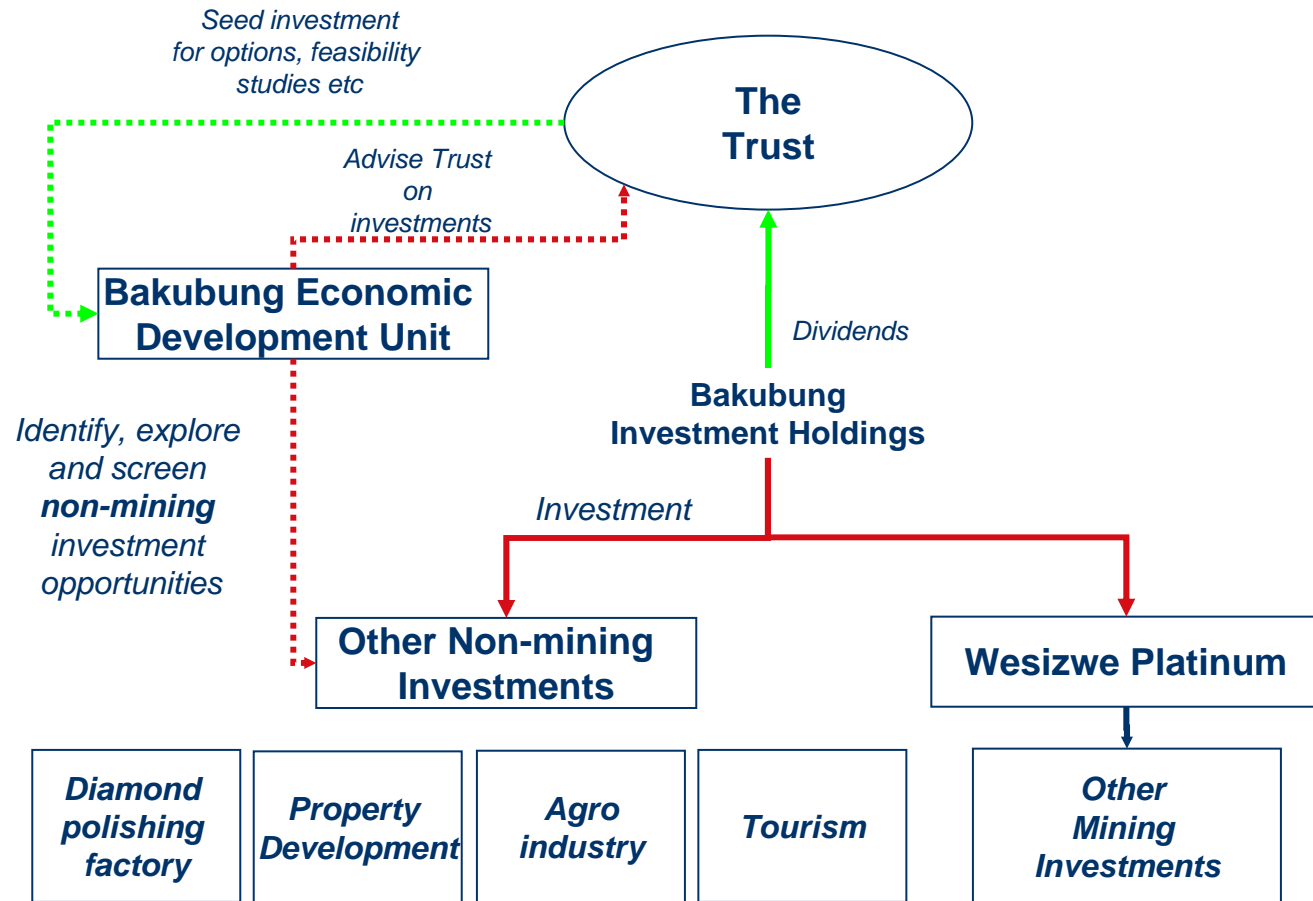 Seed investment
for options, feasibility
studies etc
The
Trust
Advise Trust
on
investments
Bakubung Economic
Development Unit
Dividends
Bakubung
Investment Holdings
Identify, explore
and screen
non-mining
investment
opportunities
Investment
Other Non-mining
Investments
Wesizwe Platinum
Diamond
polishing
factory
Property
Development
Agro
industry
Tourism
Other
Mining
Investments